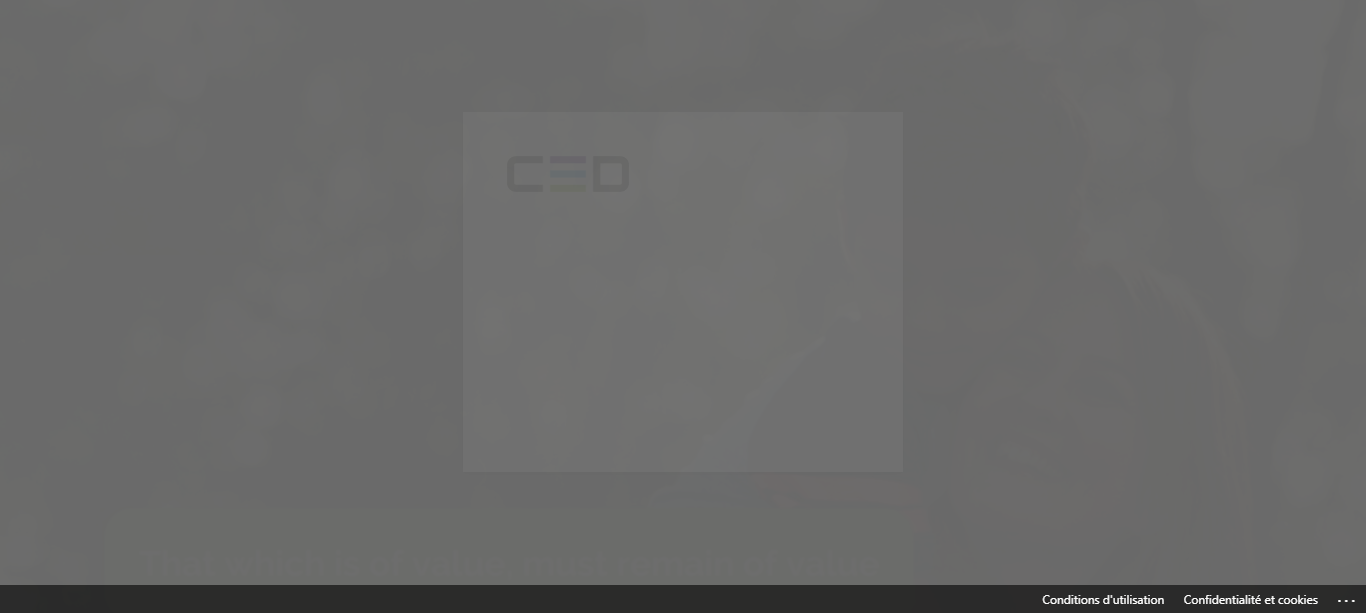 CED
That which is of value, must remain of value
Conditions d'utilisation Confidentialité et cookies ...